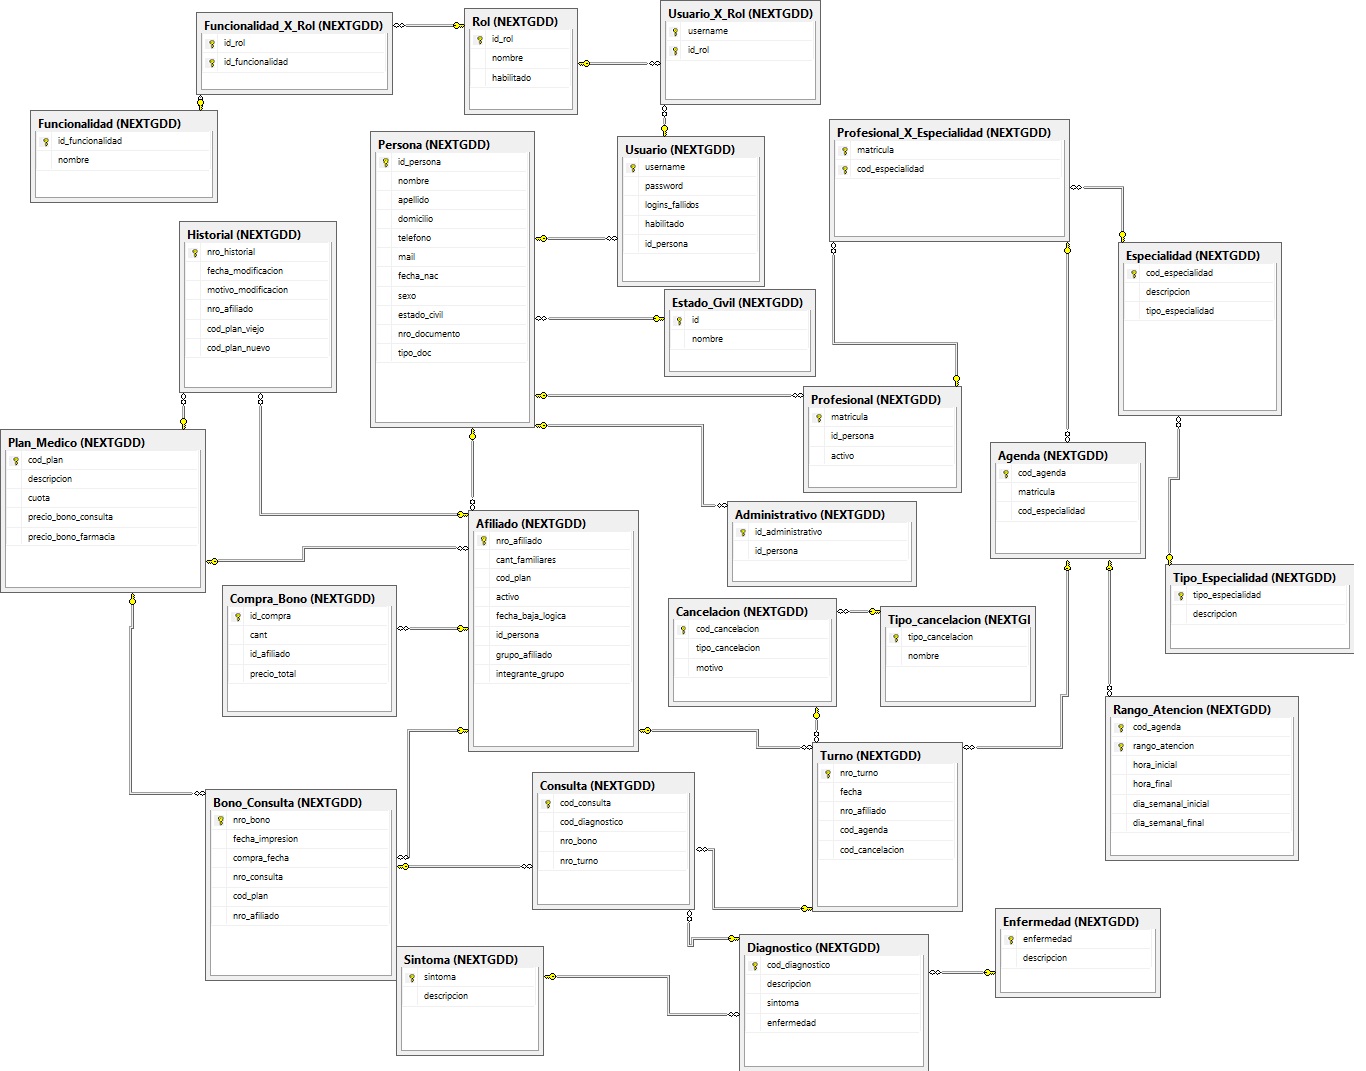 Funcionalidad_X_Rol (NEXTGDD)
id_rol
id_funcionalidad
Rol (NEXTGDD)
id_rol
nombre
habilitado
Usuario_X_Rol (NEXTGDD)
username
id_rol
Funcionalidad (NEXTGDD)
id_funcionalidad
nombre
Persona (NEXTGDD)
id_persona
nombre
apellido
domicilio
telefono
mail
fecha_nac
sexo
estado_civil
nro_documento
tipo_doc
Usuario (NEXTGDD)
username
password
logins_fallidos
habilitado
id_persona
Profesional_X_Especialidad (NEXTGDD)
matricula
cod_especialidad
Historial (NEXTGDD)
nro_historial
fecha_modificacion
motivo_modificacion
nro_afiliado
cod_plan_viejo
cod_plan_nuevo
Estado_Civil (NEXTGDD)
id
nombre
Especialidad (NEXTGDD)
cod_especialidad
descripcion
tipo_especialidad
Profesional (NEXTGDD)
matricula
id_persona
activo
Plan_Medico (NEXTGDD)
cod_plan
descripcion
cuota
precio_bono_consulta
precio_bono_farmacia
Agenda (NEXTGDD)
cod_agenda
matricula
cod_especialidad
Afiliado (NEXTGDD)
nro_afiliado
cant_familiares
cod_plan
activo
fecha_baja_logica
id_persona
grupo_afiliado
integrante_grupo
Administrativo (NEXTGDD)
id_administrativo
id_persona
Tipo_Especialidad (NEXTGDD)
tipo_especialidad
descripcion
Compra_Bono (NEXTGDD)
id_compra
cant
id_afiliado
precio_total
Cancelacion (NEXTGDD)
cod_cancelacion
tipo_cancelacion
motivo
Tipo_cancelacion (NEXTGI
tipo_cancelacion
nombre
Rango_Atencion (NEXTGDD)
cod_agenda
rango_atencion
hora_inicial
hora_final
dia_semanal_inicial
dia_semanal_final
Turno (NEXTGDD)
nro_turno
fecha
nro_afiliado
cod_agenda
cod_cancelacion
Consulta (NEXTGDD)
cod_consulta
cod_diagnostico
nro_bono
nro_turno
Bono_Consulta (NEXTGDD)
nro_bono
fecha_impresion
compra_fecha
nro_consulta
cod_plan
nro_afiliado
Sintoma (NEXTGDD)
sintoma
descripcion
Diagnostico (NEXTGDD)
cod_diagnostico
descripcion
sintoma
enfermedad
Enfermedad (NEXTGDD)
enfermedad
descripcion